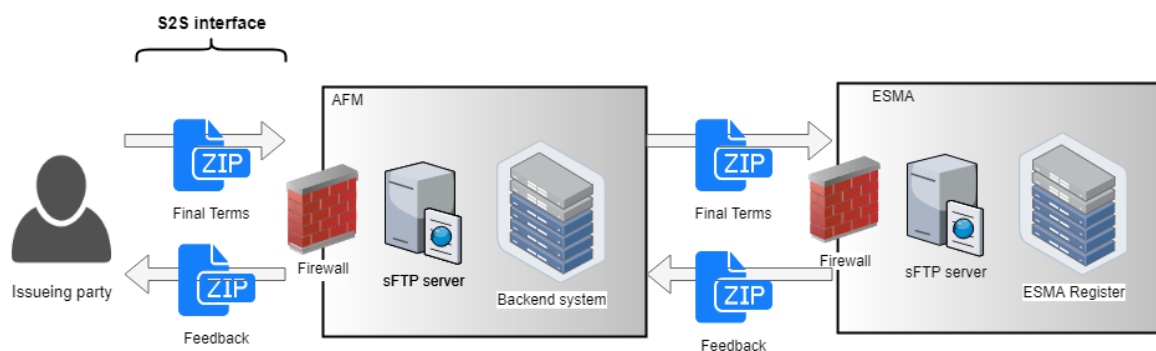 S2S interface
AFM
ESMA
ZIP
ZIP
Final Terms
Final Terms
Firewall
sFTP server
Backend system
Firewall
sFTP server
ESMA Register
Issueing party
ZIP
ZIP
Feedback
Feedback